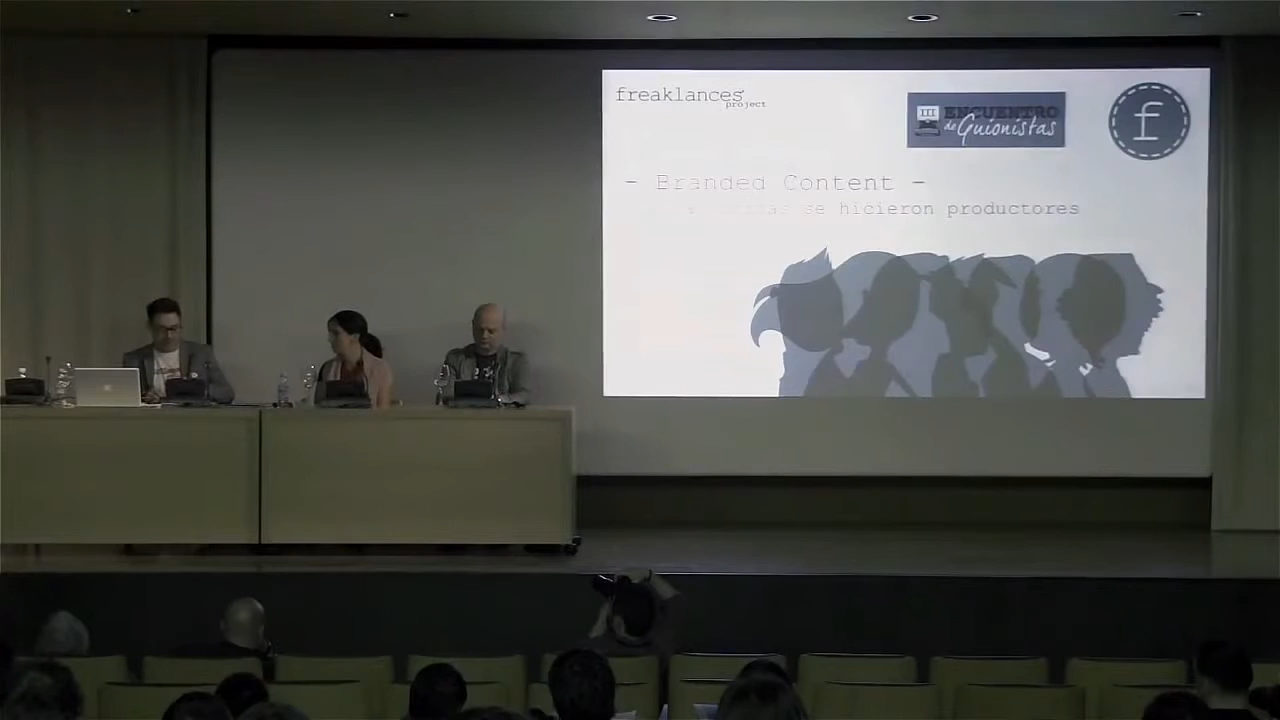 freaklances
project
III ENCUENTRO
de Guionistas
f
- Branded Content -
se hicieron productores